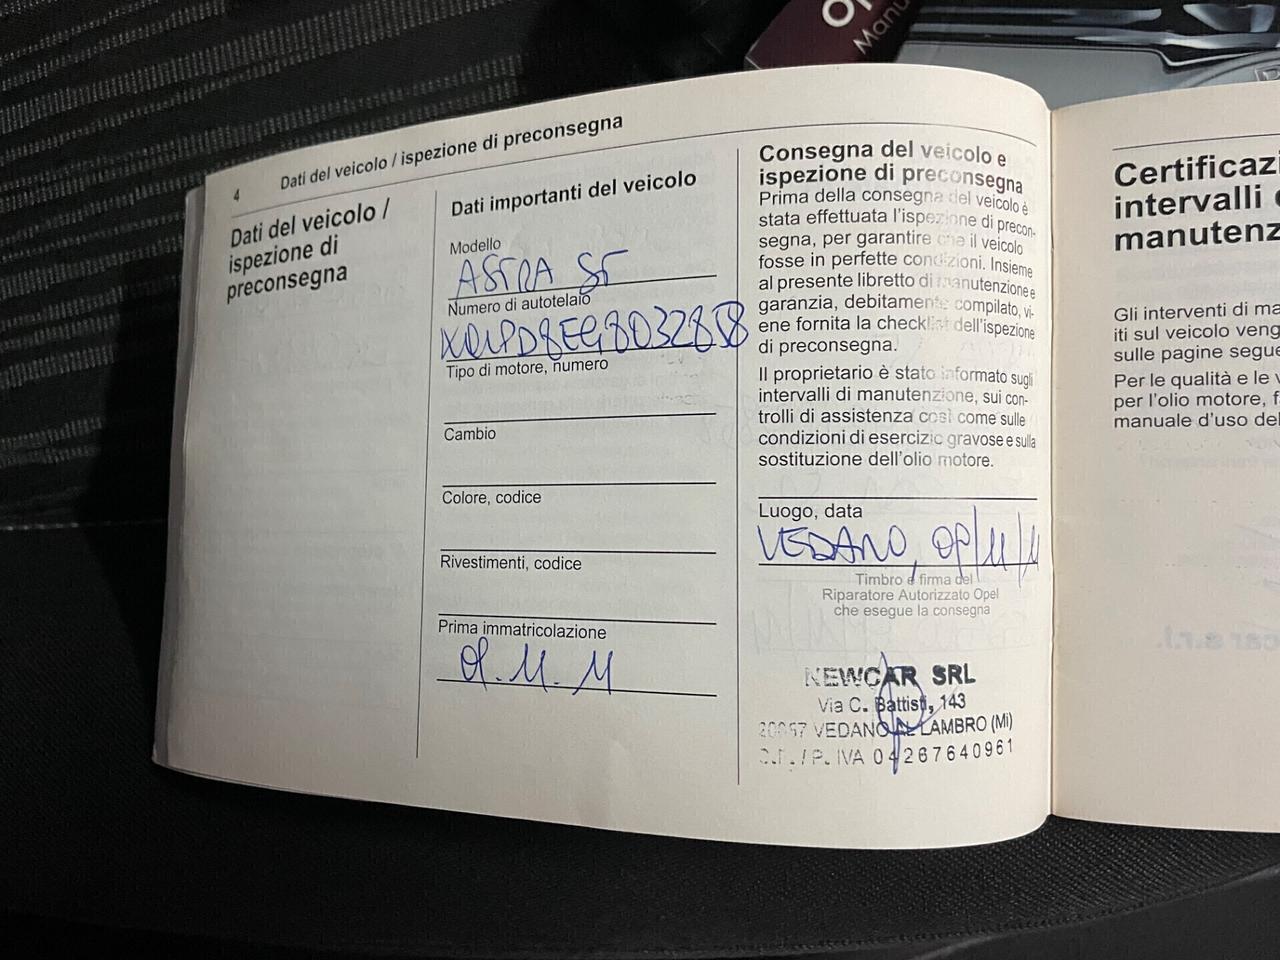 4 Dati del veicolo / ispezione di preconsegna
Dati del veicolo /
ispezione di
preconsegna
Dati importanti del veicolo
Modello
ASTRA ST
Numero di autotelaio
Tipo di motore, numero
Cambio
Colore, codice
Rivestimenti, codice
Prima immatricolazione
Consegna del veicolo e
ispezione di preconsegna
Prima della consegna del veicolo è
stata effettuata l'ispezione di precon-
segna, per garantire che il veicolo
fosse in perfette condizioni. Insieme
al presente libretto di manutenzione e
garanzia, debitamente compilato, vi-
ene fornita la checklist dell'ispezione
di preconsegna.
Il proprietario è stato informato sugli
intervalli di manutenzione, sui con-
trolli di assistenza così come sulle
condizioni di esercizio gravose e sulla
sostituzione dell'olio motore.
Luogo, data
VEDANO,
Timbro e firma del
Riparatore Autorizzato Opel
che esegue la consegna
NEWCAR SRL
Via C. Battisti, 143
VEDANO AL LAMBRO (MI)
P. IVA 04267640961
Certificazi
intervalli
manutenz
Gli interventi di ma
iti sul veicolo veng
sulle pagine segue
Per le qualità e le v
per l'olio motore, f
manuale d'uso del